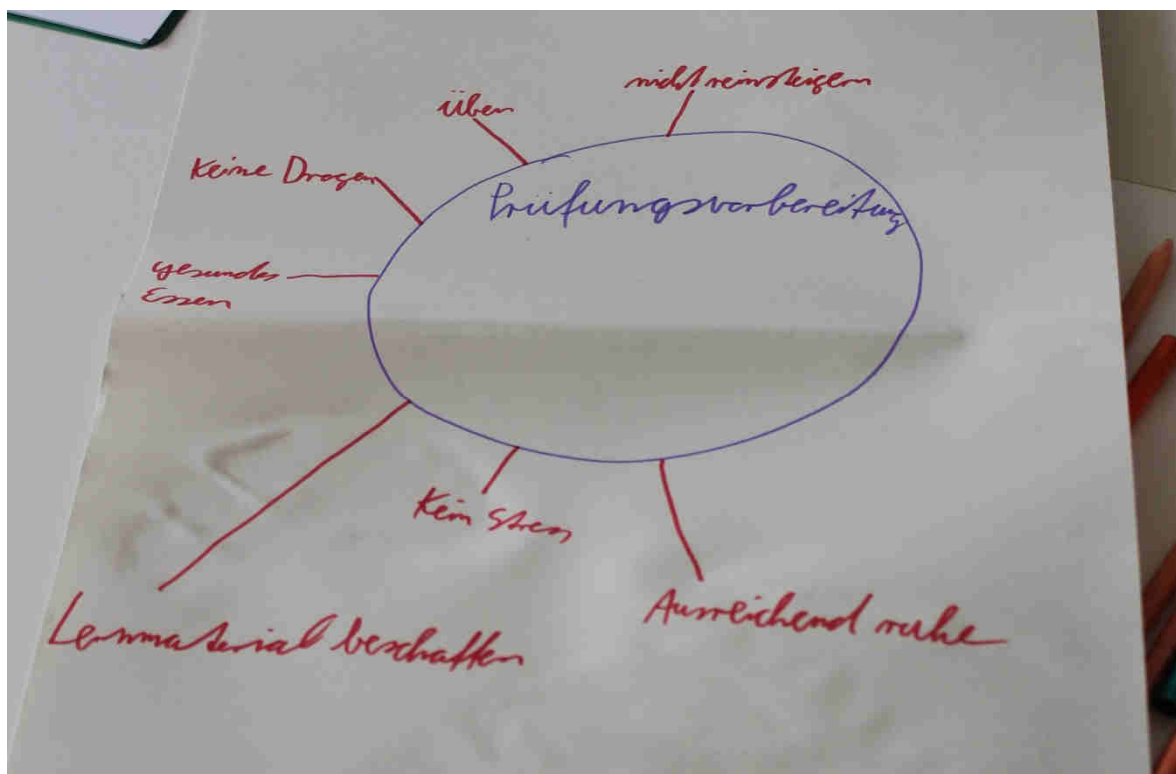 nicht reinsteigern
üben
Prüfungsvorbereitung
Keine Drogen
gesundes
Essen
Kein Stress
Ausreichend ruhe
Lernmaterial beschaffen